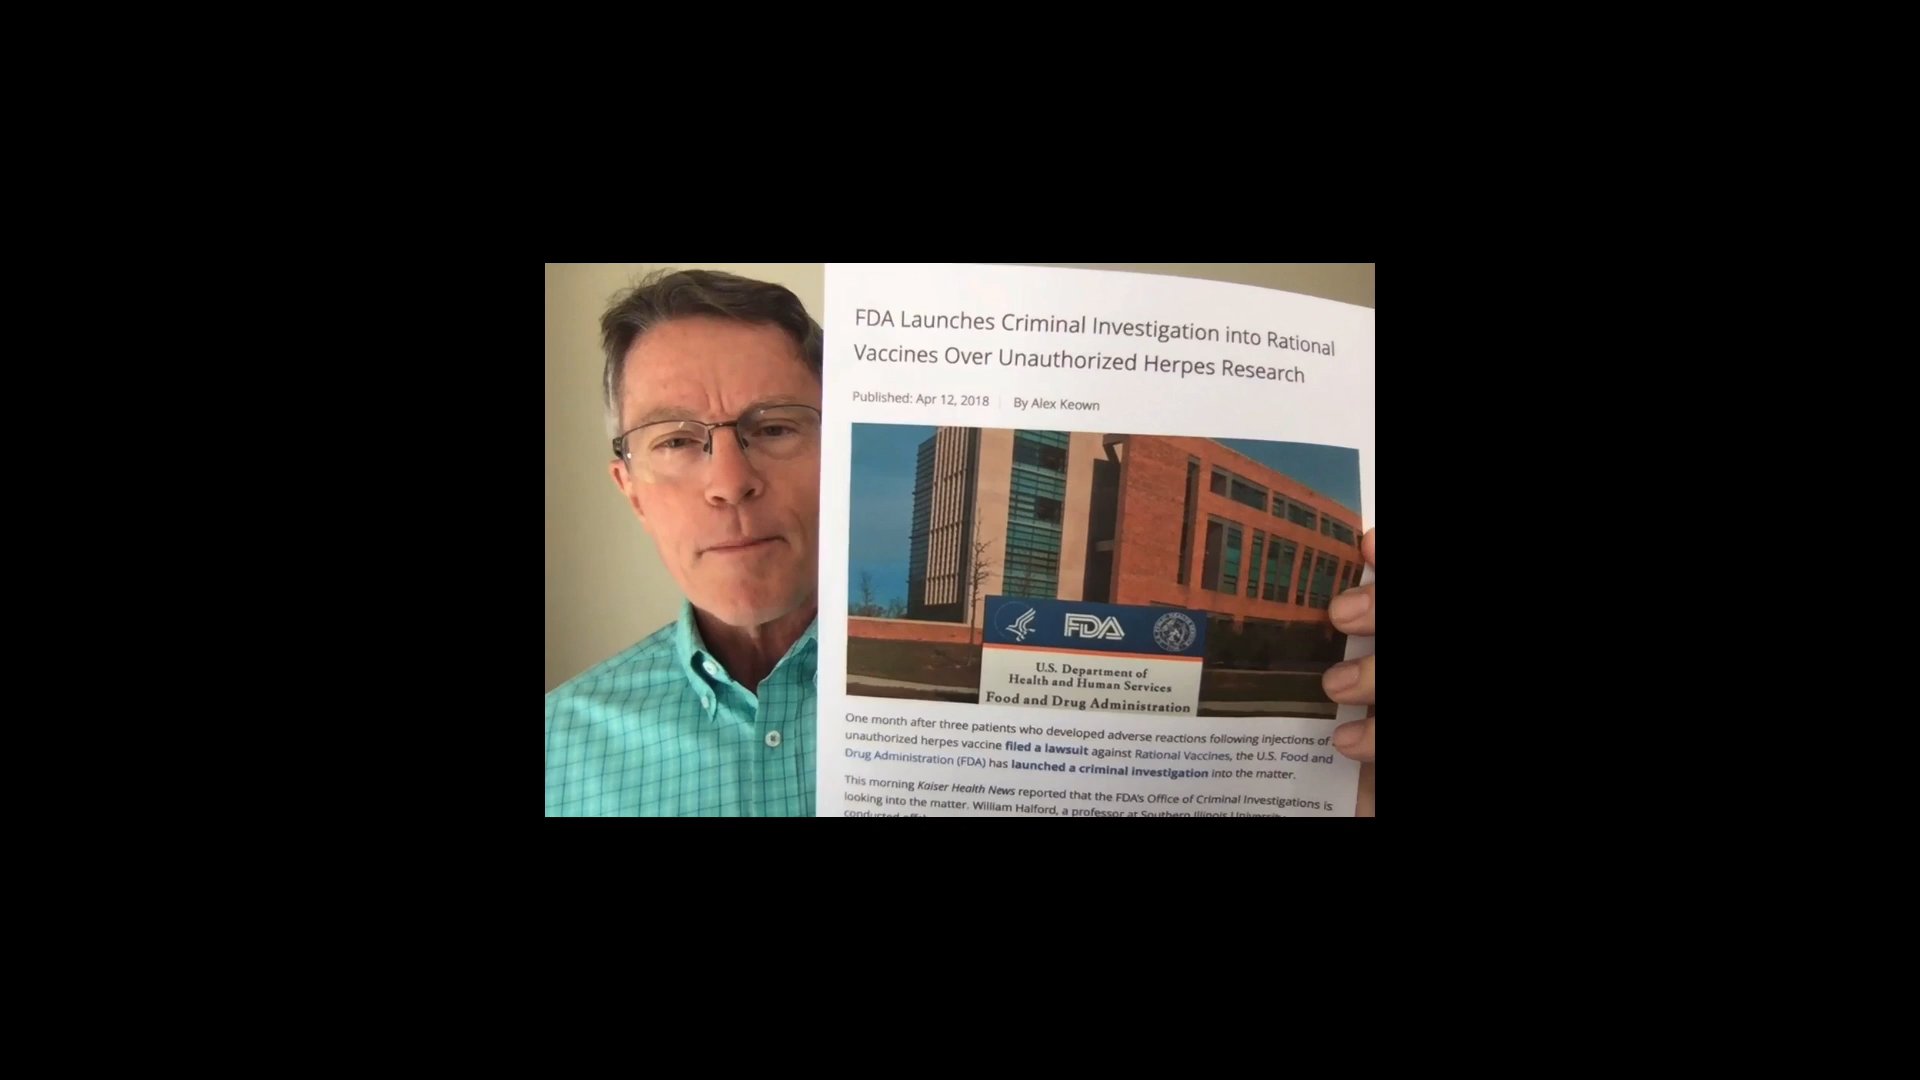 FDA Launches Criminal Investigation into Rational
Vaccines Over Unauthorized Herpes Research
Published: Apr 12, 2018 | By Alex Keown
FDA
U.S. Department of
Health and Human Services
Food and Drug Administration
One month after three patients who developed adverse reactions following injections of
unauthorized herpes vaccine filed a lawsuit against Rational Vaccines, the U.S. Food and
Drug Administration (FDA) has launched a criminal investigation into the matter.
This morning Kaiser Health News reported that the FDA's Office of Criminal Investigations is
looking into the matter. William Halford, a professor at Southern Illinois University
conducted